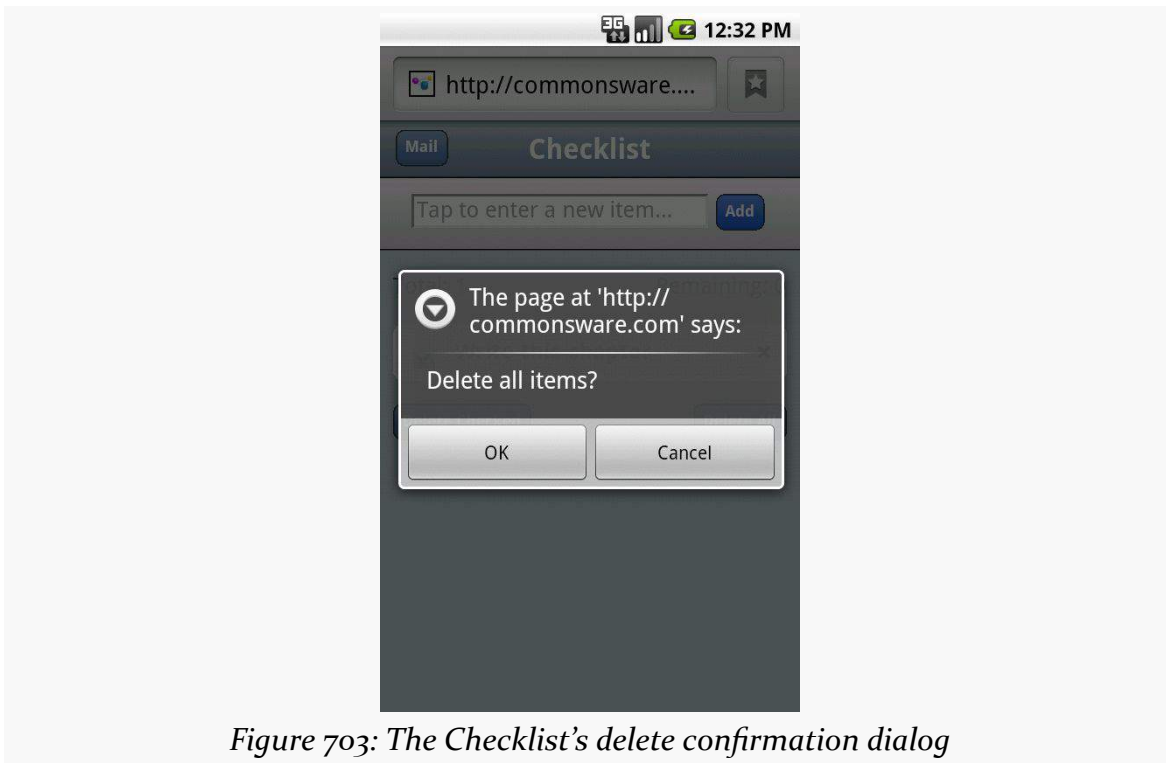 3G 12:32 PM
http://commonsware....
Mail Checklist
Tap to enter a new item... Add
The page at 'http://
commonsware.com' says:
Delete all items?
OK Cancel
Figure 703: The Checklist's delete confirmation dialog